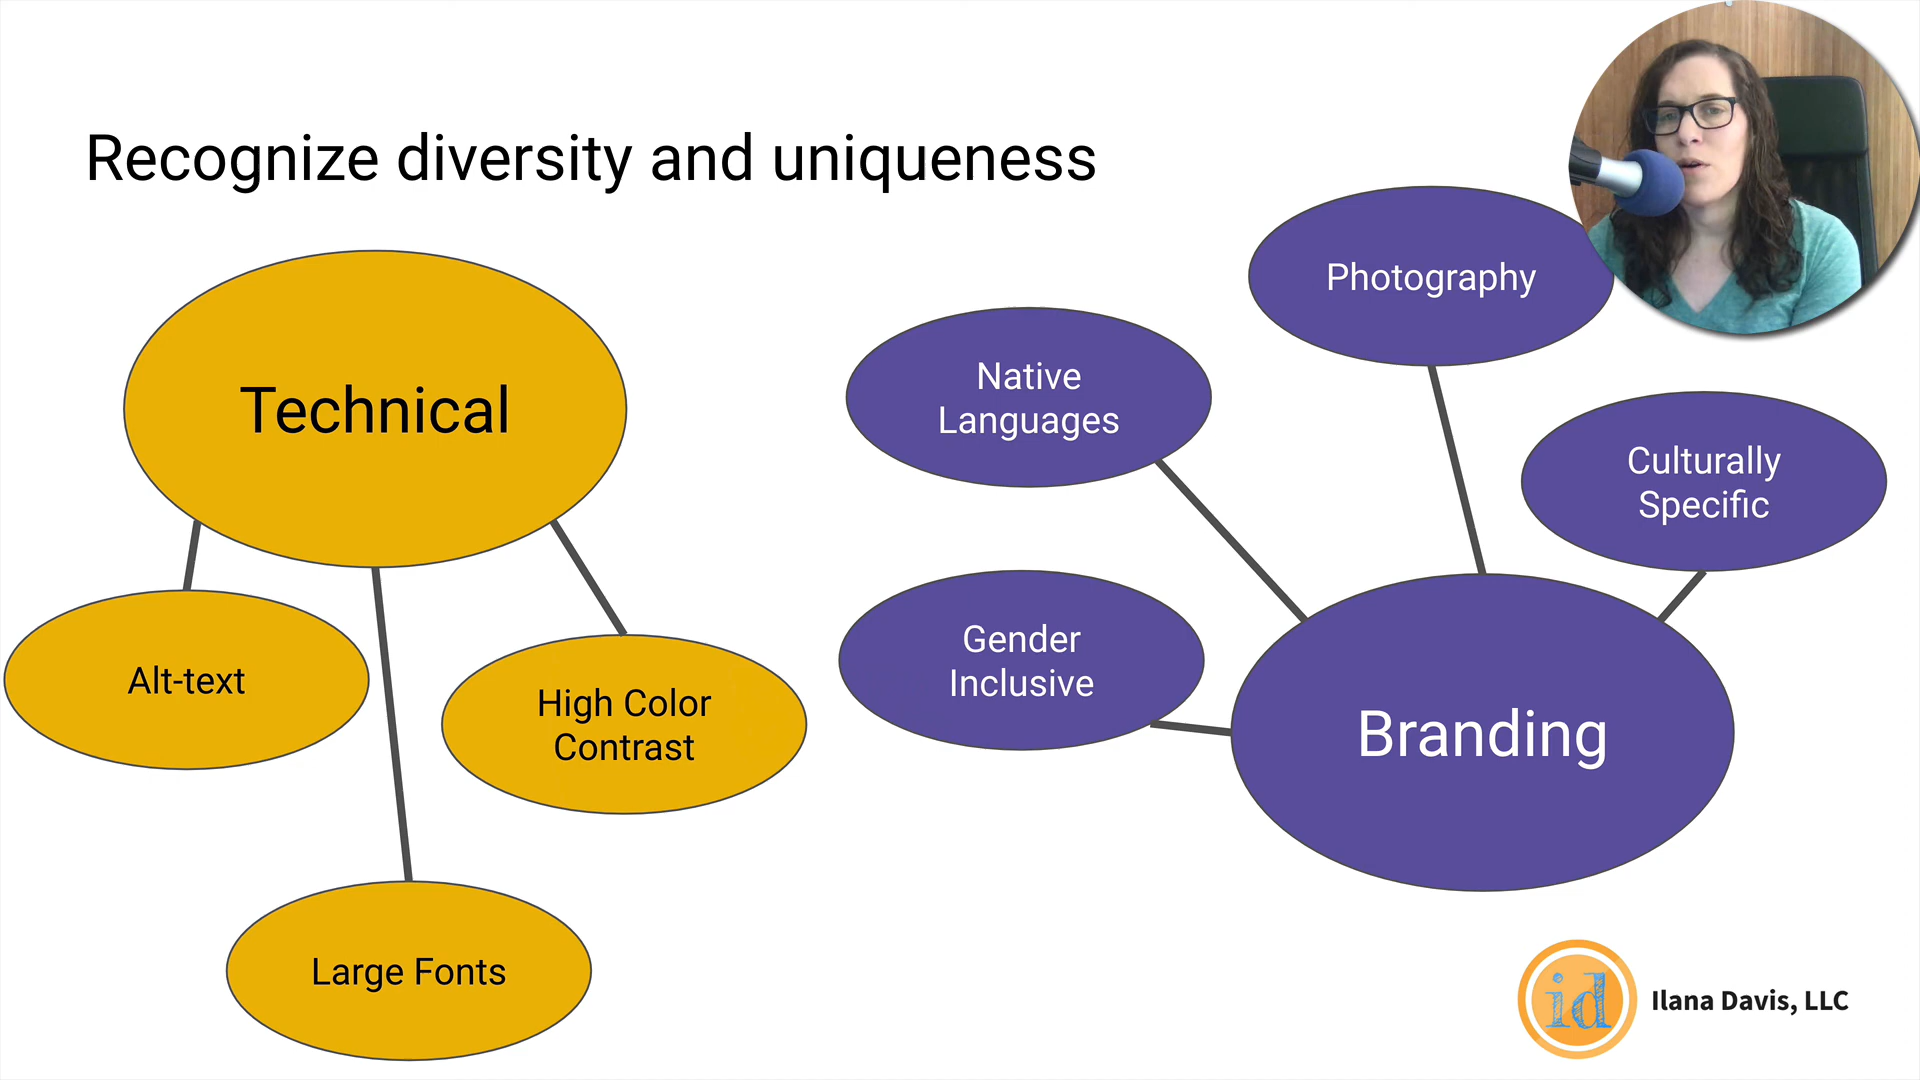 Recognize diversity and uniqueness
Technical
Alt-text
High Color
Contrast
Large Fonts
Photography
Native
Languages
Culturally
Specific
Gender
Inclusive
Branding
id
Ilana Davis, LLC